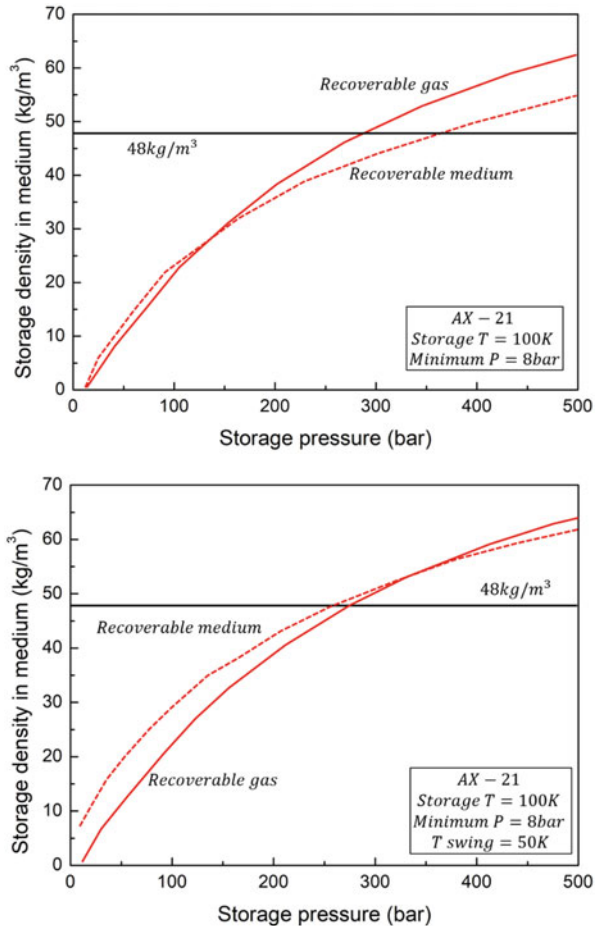 70
60
50
40
30
20
10
0
Storage density in medium (kg/m³)
Recoverable gas
48kg/m³
Recoverable medium
AX − 21
Storage T = 100K
Minimum P = 8bar
0 100 200 300 400 500
Storage pressure (bar)
70
60
50
40
30
20
10
0
Storage density in medium (kg/m³)
48kg/m³
Recoverable medium
Recoverable gas
AX − 21
Storage T = 100K
Minimum P = 8bar
T swing = 50K
0 100 200 300 400 500
Storage pressure (bar)